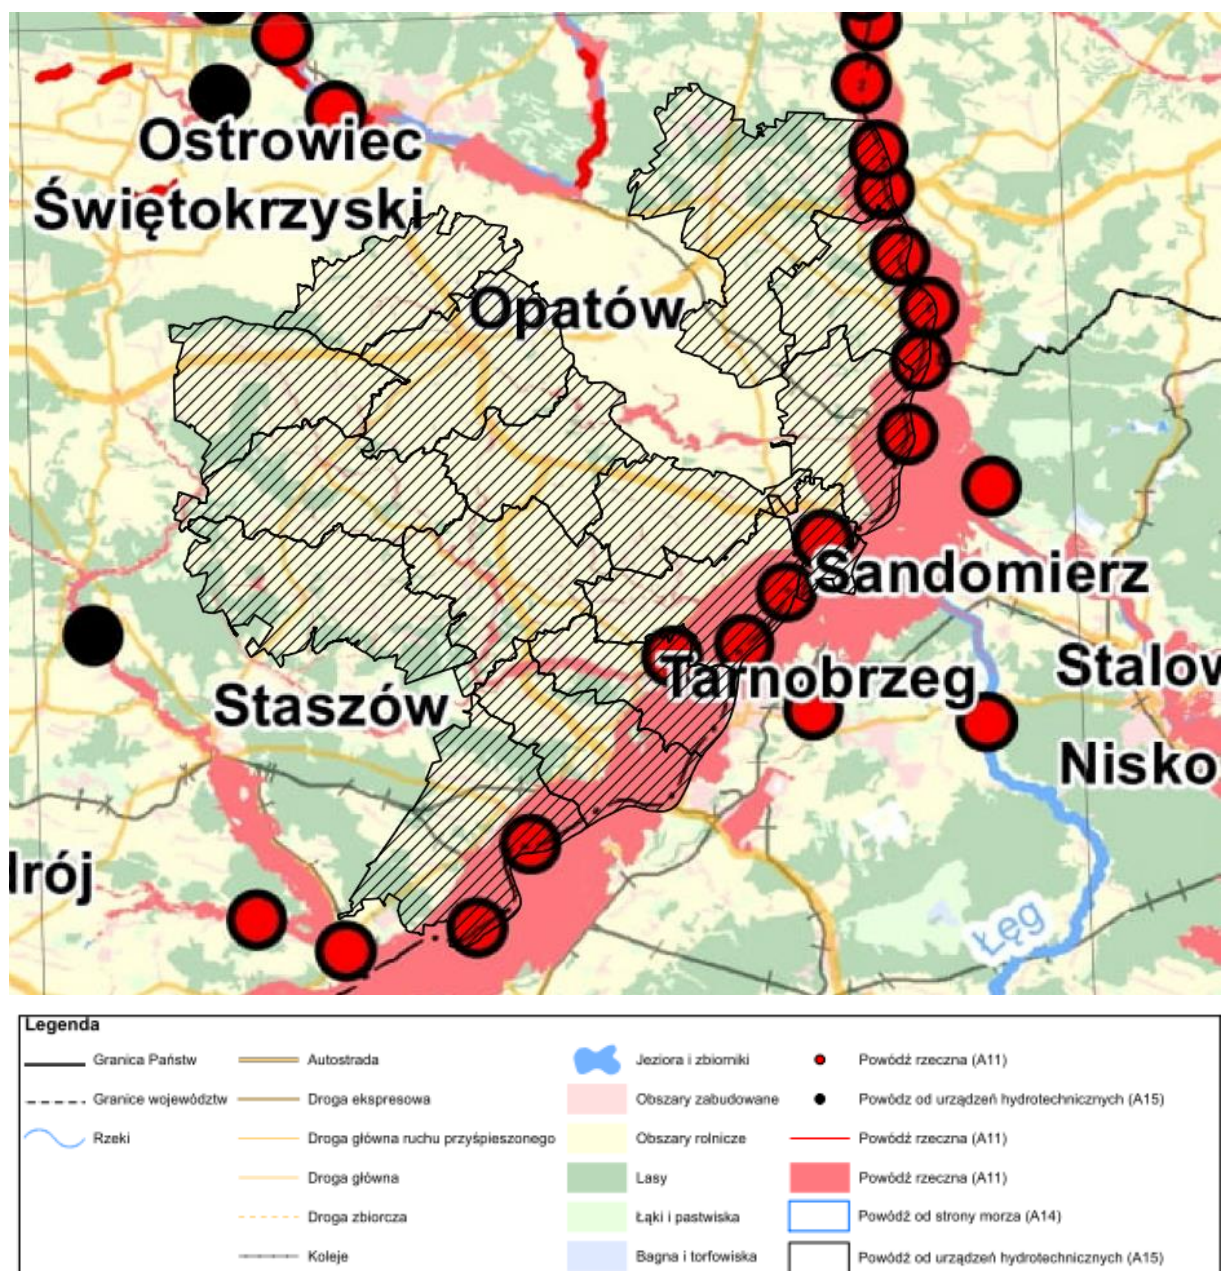 Ostrowiec
Świętokrzyski
Opatów
Sandomierz
Tarnobrzeg
Stalow
Staszów
Nisko
lrój
Łęg
Legenda
Granica Państw
Granice województw
Rzeki
Autostrada
Droga ekspresowa
Droga główna ruchu przyśpieszonego
Droga główna
Droga zbiorcza
Koleje
Jeziora i zbiorniki
Obszary zabudowane
Obszary rolnicze
Lasy
Łąki i pastwiska
Bagna i torfowiska
Powódź rzeczna (A11)
Powódz od urządzeń hydrotechnicznych (A15)
Powódź rzeczna (A11)
Powódź rzeczna (A11)
Powódź od strony morza (A14)
Powódź od urządzeń hydrotechnicznych (A15)